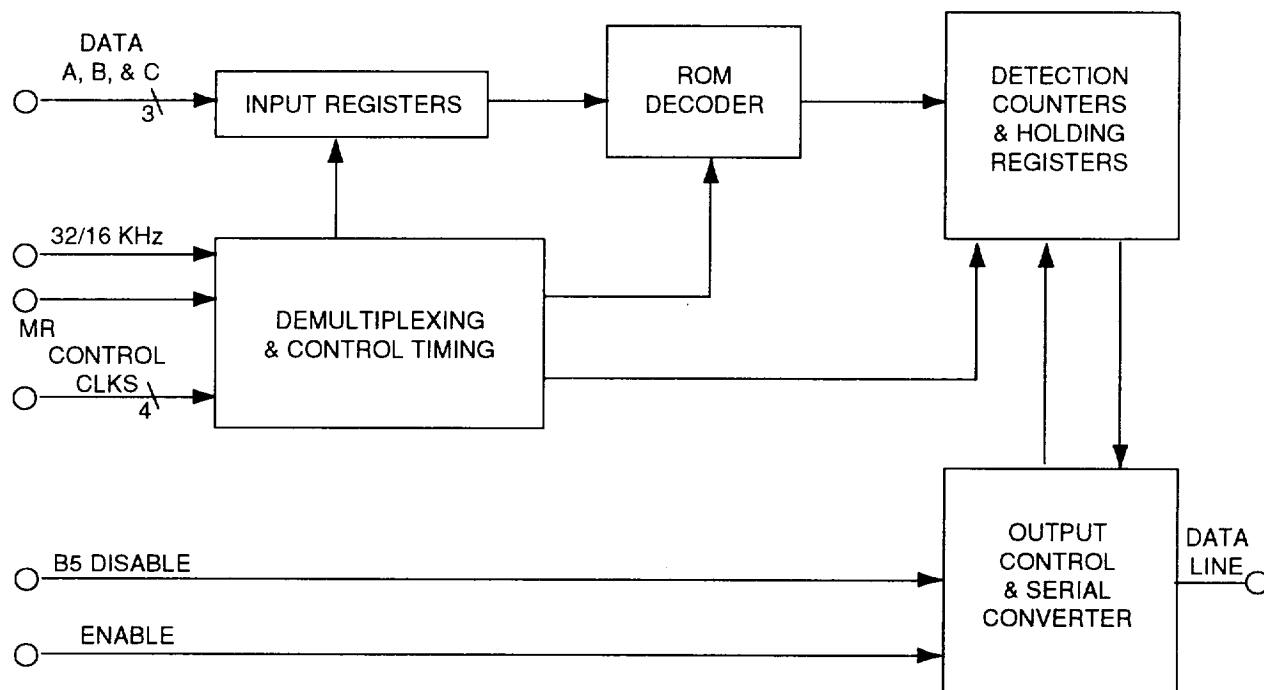 DATA
A, B, & C
3
INPUT REGISTERS
ROM
DECODER
DETECTION
COUNTERS
& HOLDING
REGISTERS
32/16 KHz
MR
CONTROL
CLKS
4
DEMULTIPLEXING
& CONTROL TIMING
B5 DISABLE
ENABLE
OUTPUT
CONTROL
& SERIAL
CONVERTER
DATA
LINE